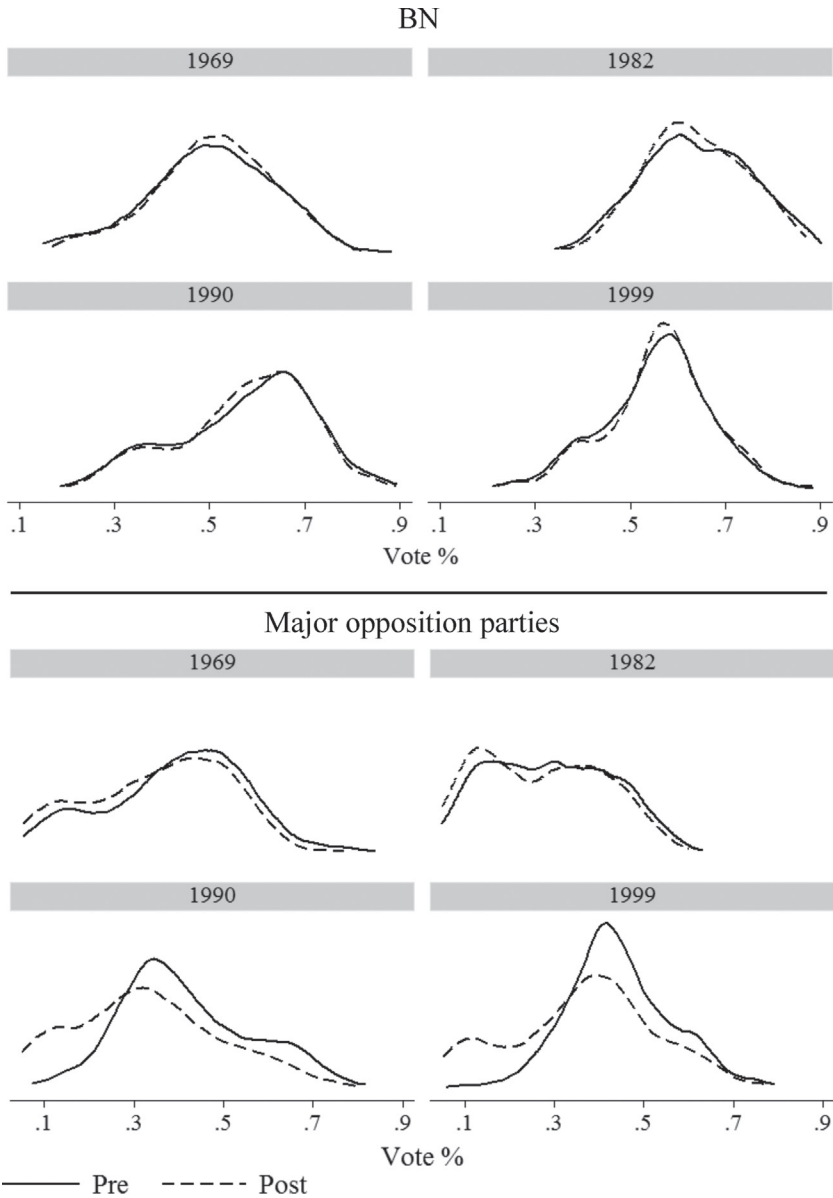 BN
1969 1982
1990 1999
.1 .3 .5 .7 .9 .1 .3 .5 .7 .9
Vote %
Major opposition parties
1969 1982
1990 1999
.1 .3 .5 .7 .9 .1 .3 .5 .7 .9
Vote %
Pre Post